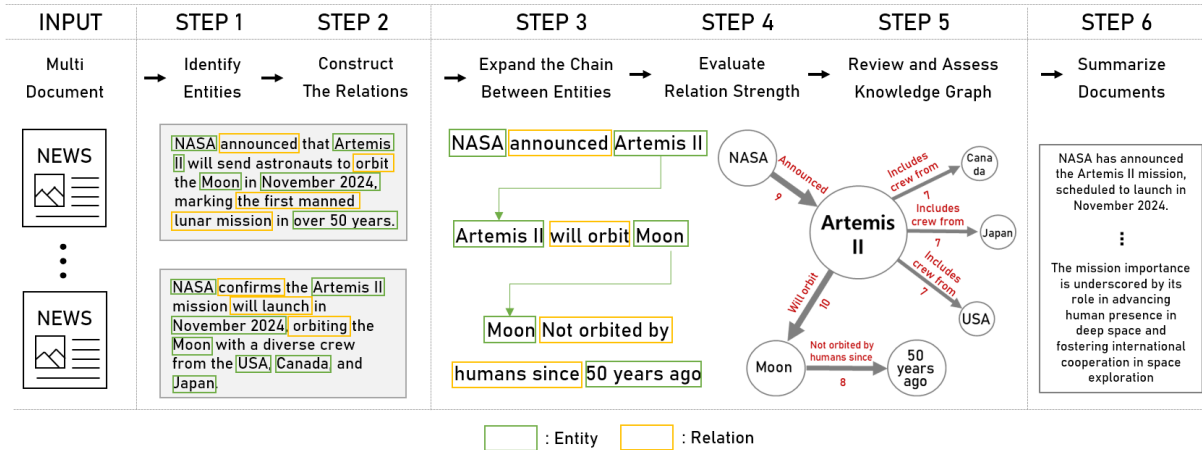 INPUT
STEP 1
STEP 2
STEP 3
STEP 4
STEP 5
STEP 6
Multi
Document
Identify
Entities
Construct
The Relations
Expand the Chain
Between Entities
Evaluate
Relation Strength
Review and Assess
Knowledge Graph
Summarize
Documents
NEWS
NEWS
NASA announced that Artemis
II will send astronauts to orbit
the Moon in November 2024,
marking the first manned
lunar mission in over 50 years.
NASA confirms the Artemis II
mission will launch in
November 2024, orbiting the
Moon with a diverse crew
from the USA, Canada and
Japan.
NASA announced Artemis II
Artemis II will orbit Moon
Moon Not orbited by
humans since 50 years ago
NASA
Announced
9
Artemis
II
Includes
crew from
7
Cana
da
Includes
crew from
7
Japan
Includes
crew from
7
USA
Will orbit
10
Moon
Not orbited by
humans since
8
50
years
ago
NASA has announced
the Artemis II mission,
scheduled to launch in
November 2024.
The mission importance
is underscored by its
role in advancing
human presence in
deep space and
fostering international
cooperation in space
exploration
: Entity
: Relation